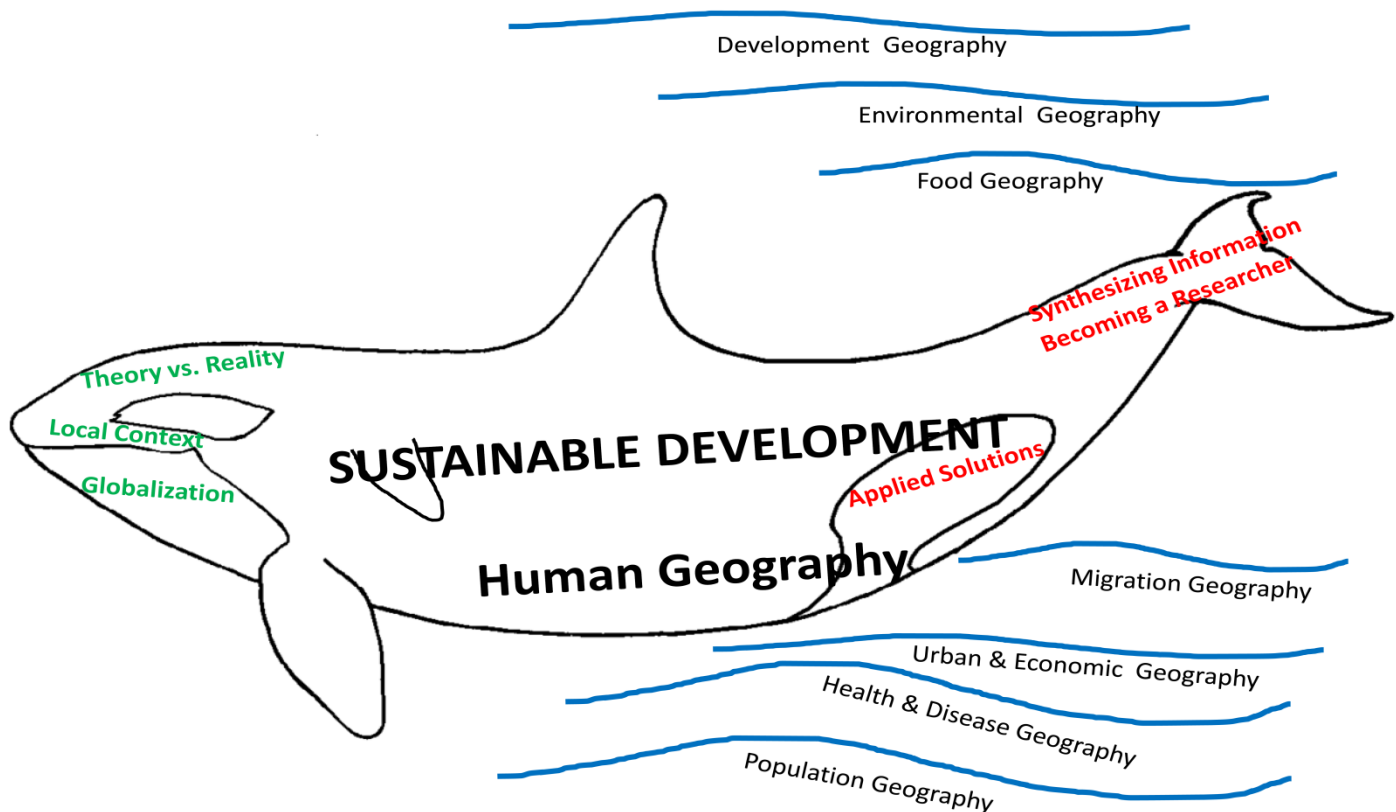 Development Geography
Environmental Geography
Food Geography
Synthesizing Information
Becoming a Researcher
Theory vs. Reality
Local Context
Globalization
SUSTAINABLE DEVELOPMENT
Applied Solutions
Human Geography
Migration Geography
Urban & Economic Geography
Health & Disease Geography
Population Geography